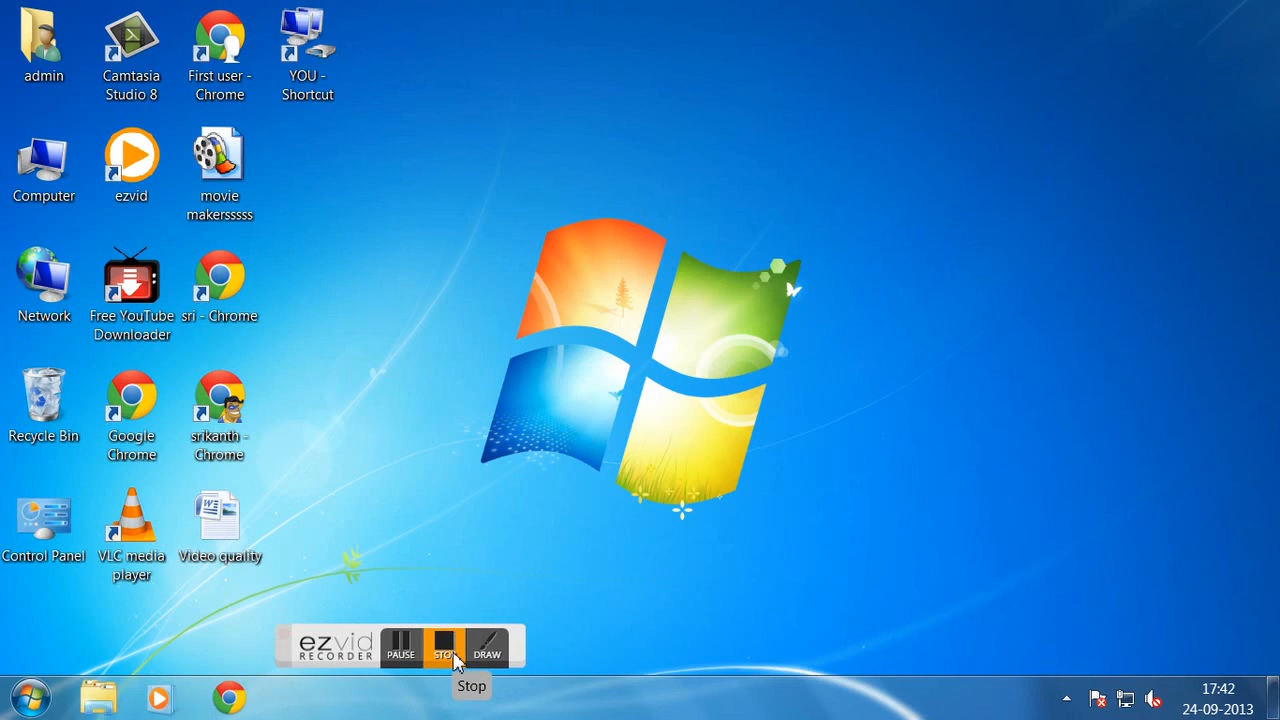 admin
Camtasia
Studio 8
First user -
Chrome
YOU -
Shortcut
Computer
ezvid
movie
makersssss
Network
Free YouTube
Downloader
sri - Chrome
Recycle Bin
Google
Chrome
srikanth -
Chrome
Control Panel
VLC media
player
Video quality
ezvid
RECORDER
PAUSE
STOP
DRAW
Stop
17:42
24-09-2013